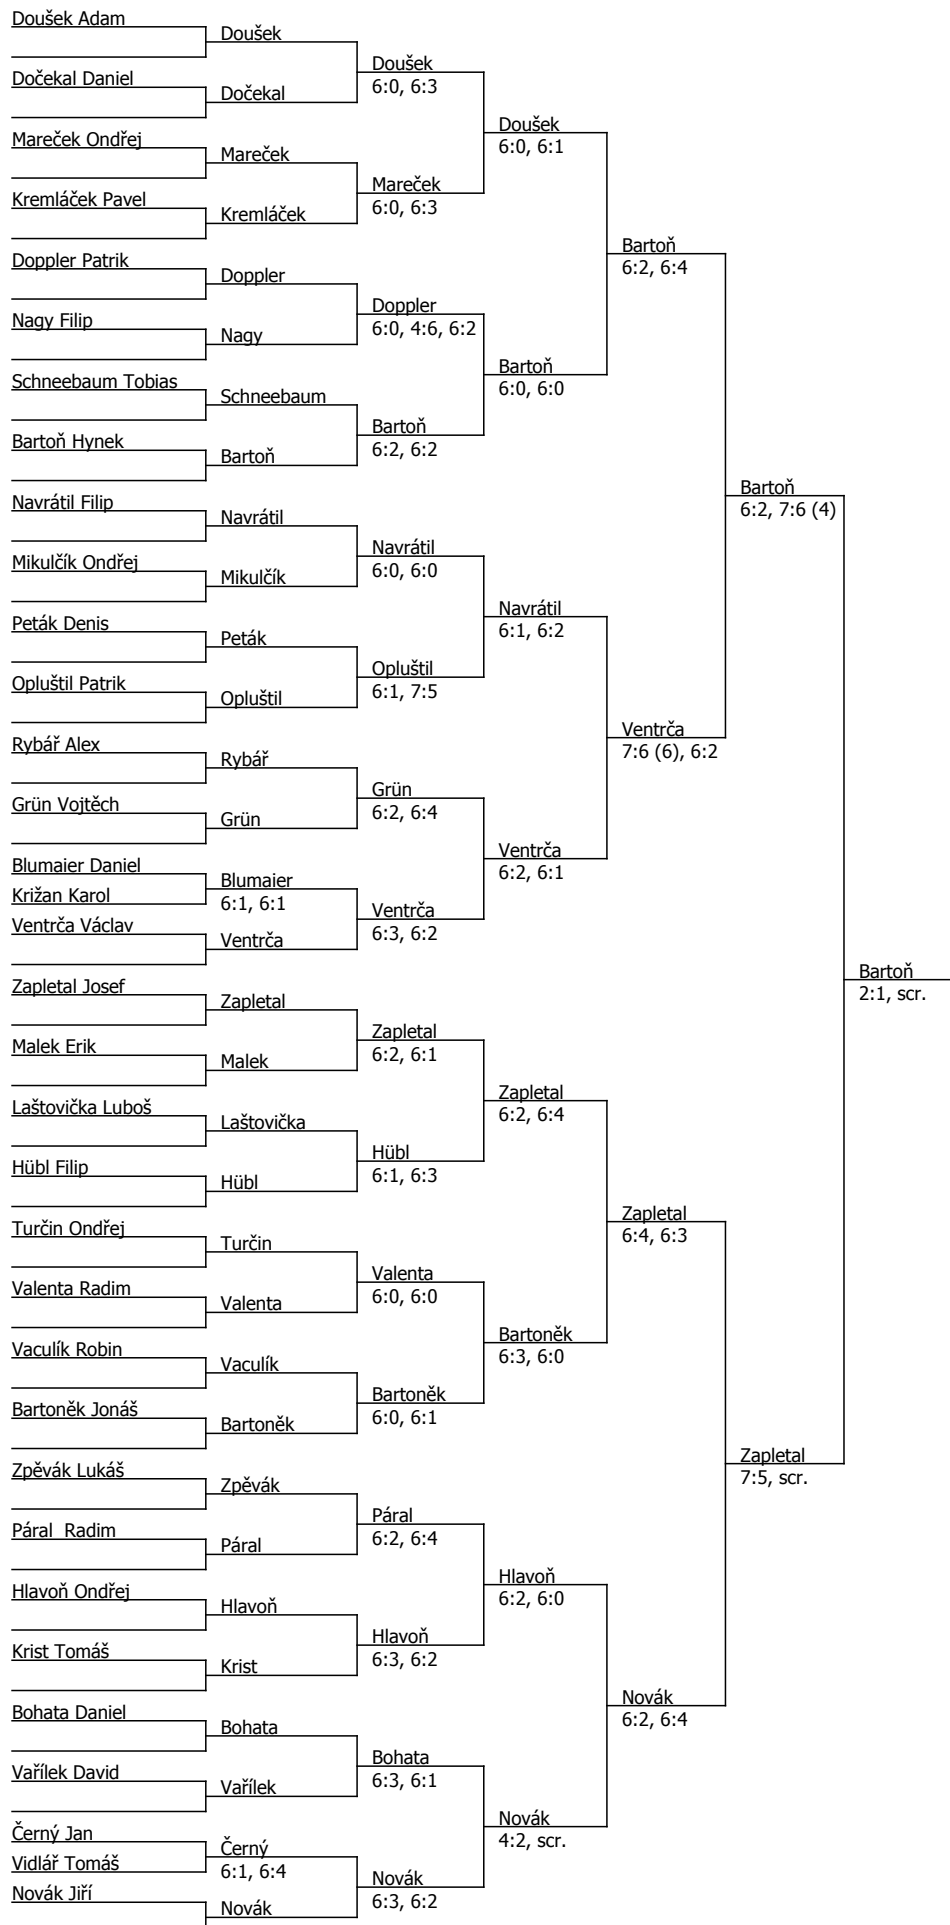 Doušek Adam
Doušek
Doušek
6:0, 6:3
Dočekal Daniel
Dočekal
Doušek
6:0, 6:1
Mareček Ondřej
Mareček
Mareček
6:0, 6:3
Kremláček Pavel
Kremláček
Bartoň
6:2, 6:4
Doppler Patrik
Doppler
Doppler
6:0, 4:6, 6:2
Nagy Filip
Nagy
Bartoň
6:0, 6:0
Schneebaum Tobias
Schneebaum
Bartoň
6:2, 6:2
Bartoň Hynek
Bartoň
Bartoň
6:2, 7:6 (4)
Navrátil Filip
Navrátil
Navrátil
6:0, 6:0
Mikulčík Ondřej
Mikulčík
Navrátil
6:1, 6:2
Peták Denis
Peták
Opluštil
6:1, 7:5
Opluštil Patrik
Opluštil
Ventrča
7:6 (6), 6:2
Rybář Alex
Rybář
Grün
6:2, 6:4
Grün Vojtěch
Grün
Ventrča
6:2, 6:1
Blumaier Daniel
Križan Karol
Blumaier
6:1, 6:1
Ventrča
6:3, 6:2
Ventrča Václav
Ventrča
Bartoň
2:1, scr.
Zapletal Josef
Zapletal
Zapletal
6:2, 6:1
Malek Erik
Malek
Zapletal
6:2, 6:4
Laštovička Luboš
Laštovička
Hübl
6:1, 6:3
Hübl Filip
Hübl
Zapletal
6:4, 6:3
Turčin Ondřej
Turčin
Valenta
6:0, 6:0
Valenta Radim
Valenta
Bartoněk
6:3, 6:0
Vaculík Robin
Vaculík
Bartoněk
6:0, 6:1
Bartoněk Jonáš
Bartoněk
Zapletal
7:5, scr.
Zpěvák Lukáš
Zpěvák
Páral
6:2, 6:4
Páral  Radim
Páral
Hlavoň
6:2, 6:0
Hlavoň Ondřej
Hlavoň
Hlavoň
6:3, 6:2
Krist Tomáš
Krist
Novák
6:2, 6:4
Bohata Daniel
Bohata
Bohata
6:3, 6:1
Vařílek David
Vařílek
Novák
4:2, scr.
Černý Jan
Vidlář Tomáš
Černý
6:1, 6:4
Novák
6:3, 6:2
Novák Jiří
Novák